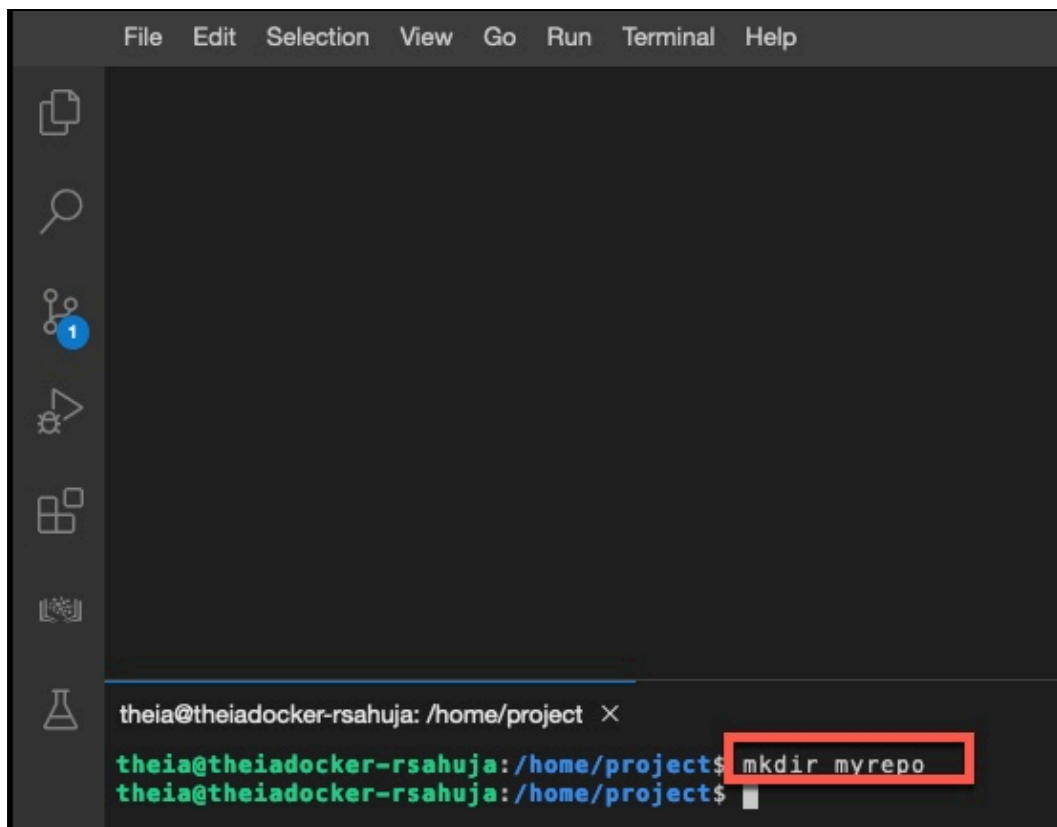 File Edit Selection View Go Run Terminal Help
1
theia@theiadocker-rsahuja: /home/project ×
theia@theiadocker-rsahuja:/home/project$ mkdir myrepo
theia@theiadocker-rsahuja:/home/project$